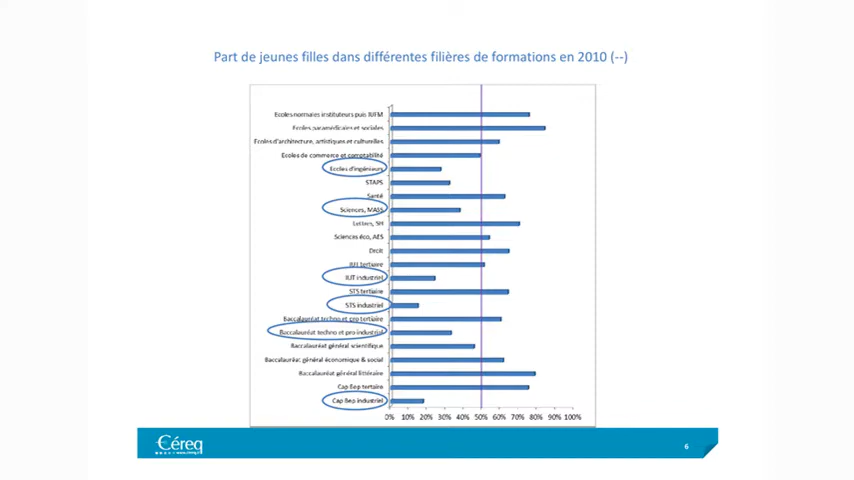 Part de jeunes filles dans différentes filières de formations en 2010 (--)
Ecoles normales instituteurs puis IUFM
Ecoles paramédicales et sociales
Ecoles d'architecture, artistiques et culturelles
Ecoles de commerce et comptabilité
Ecoles d'ingénieurs
STAPS
Santé
Sciences, MASS
Lettres, SH
Sciences éco, AES
Droit
IUT tertiaire
IUT industriel
STS tertiaire
STS industriel
Baccalauréat techno et pro tertiaire
Baccalauréat techno et pro industriel
Baccalauréat général scientifique
Baccalauréat général économique & social
Baccalauréat général littéraire
Cap Bep tertaire
Cap Bep industriel
0% 10% 20% 30% 40% 50% 60% 70% 80% 90% 100%
Céreq
www.cereq.fr
6